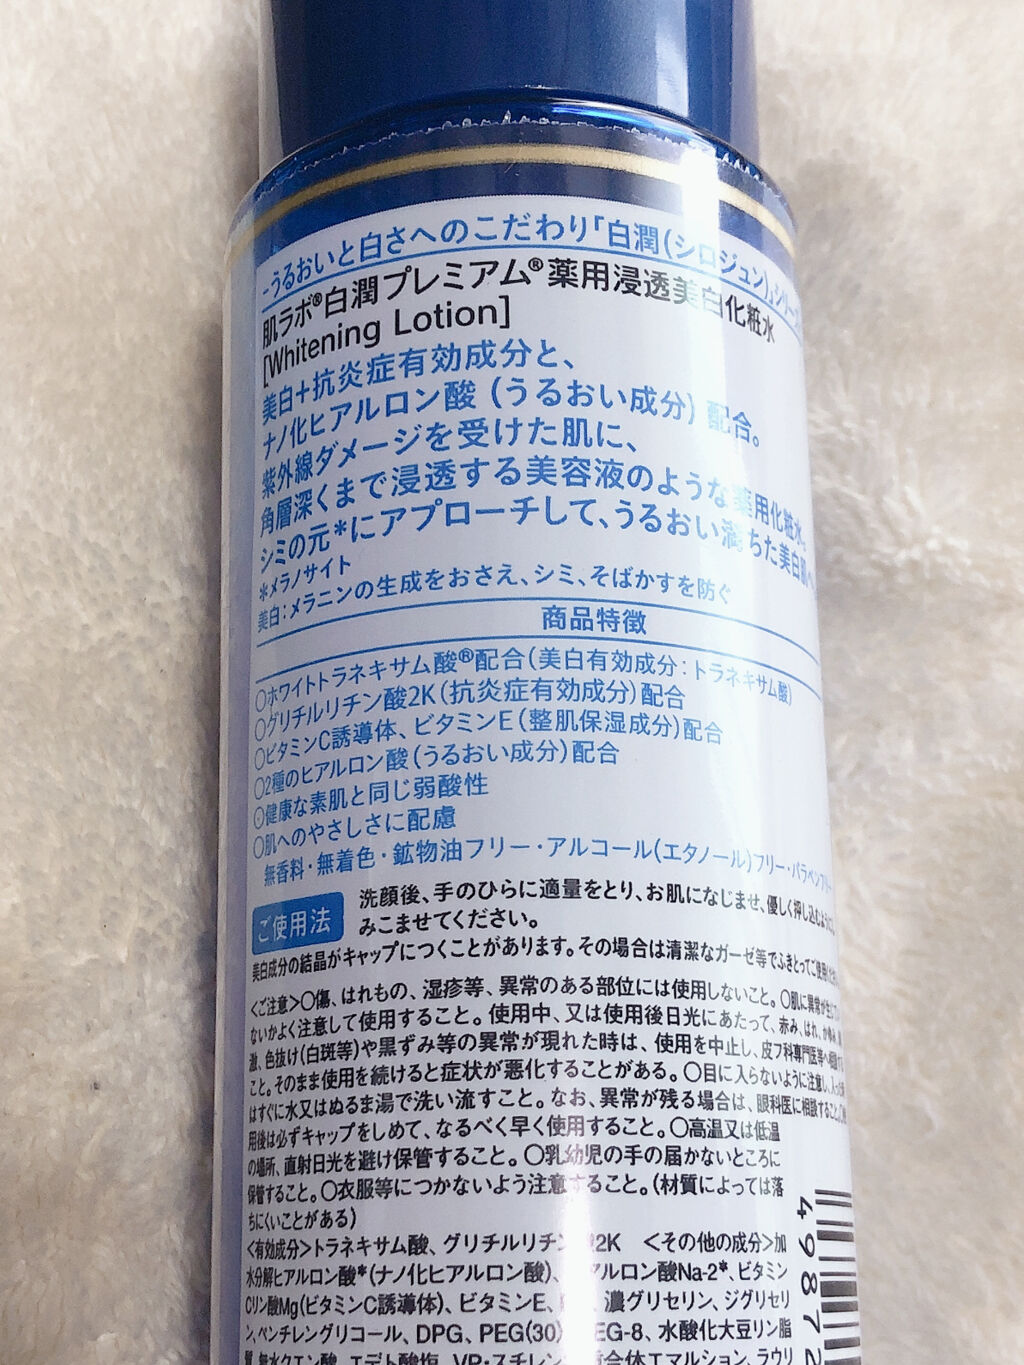 -うるおいと白さへのこだわり「白潤(シロジュン)」シリーズ
肌ラボ®白潤プレミアム®薬用浸透美白化粧水
[Whitening Lotion]
美白+抗炎症有効成分と、
ナノ化ヒアルロン酸 (うるおい成分) 配合。
紫外線ダメージを受けた肌に、
角層深くまで浸透する美容液のような薬用化粧水。
シミの元*にアプローチして、うるおい満ちた美白肌へ
*メラノサイト
美白:メラニンの生成をおさえ、シミ、そばかすを防ぐ
商品特徴
○ホワイトトラネキサム酸®配合(美白有効成分:トラネキサム酸)
○グリチルリチン酸2K(抗炎症有効成分)配合
○ビタミンC誘導体、ビタミンE(整肌保湿成分)配合
○2種のヒアルロン酸(うるおい成分)配合
○健康な素肌と同じ弱酸性
○肌へのやさしさに配慮
無香料・無着色・鉱物油フリー・アルコール(エタノール)フリー・パラベンフリー
ご使用法
洗顔後、手のひらに適量をとり、お肌になじませ、優しく押し込むように
みこませてください。
美白成分の結晶がキャップにつくことがあります。その場合は清潔なガーゼ等でふきとってご使用ください
<ご注意>○傷、はれもの、湿疹等、異常のある部位には使用しないこと。○肌に異常が生じて
ないかよく注意して使用すること。使用中、又は使用後日光にあたって、赤み、はれ、かゆみ、
激、色抜け(白斑等)や黒ずみ等の異常が現れた時は、使用を中止し、皮フ科専門医等へ相談する
こと。そのまま使用を続けると症状が悪化することがある。○目に入らないように注意し、入った時
はすぐに水又はぬるま湯で洗い流すこと。なお、異常が残る場合は、眼科医に相談すること。
用後は必ずキャップをしめて、なるべく早く使用すること。○高温又は低温
の場所、直射日光を避け保管すること。○乳幼児の手の届かないところに
保管すること。○衣服等につかないよう注意すること。(材質によっては落
ちにくいことがある)
<有効成分>トラネキサム酸、グリチルリチン 2K <その他の成分>加
水分解ヒアルロン酸*(ナノ化ヒアルロン酸)、 アルロン酸Na-2*、ビタミン
Cリン酸Mg(ビタミンC誘導体)、ビタミンE、 濃グリセリン、ジグリセリ
ン、ペンチレングリコール、DPG、PEG(30) EG-8、水酸化大豆リン脂
質、無水クエン酸、エデト酸塩、VP・スチレン 重合体エマルション、ラウリ
4 9 8 7 2